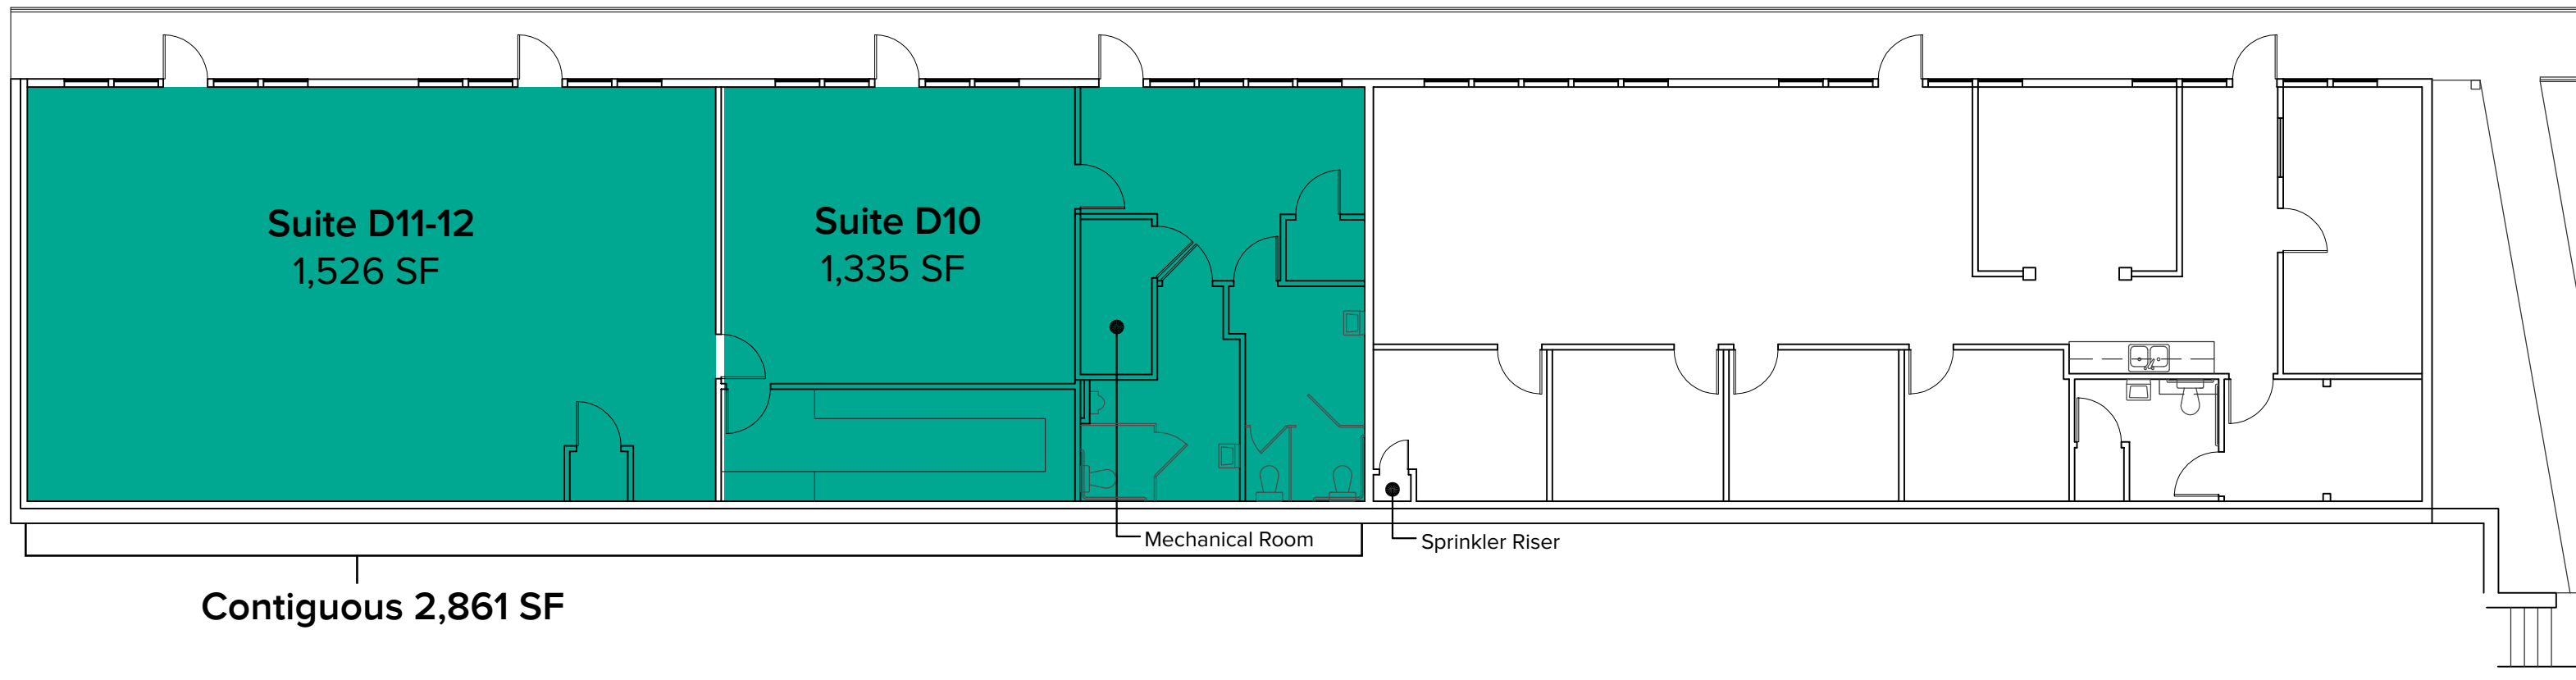 Suite D11-12
1,526 SF
Suite D10
1,335 SF
Mechanical Room
Sprinkler Riser
Contiguous 2,861 SF